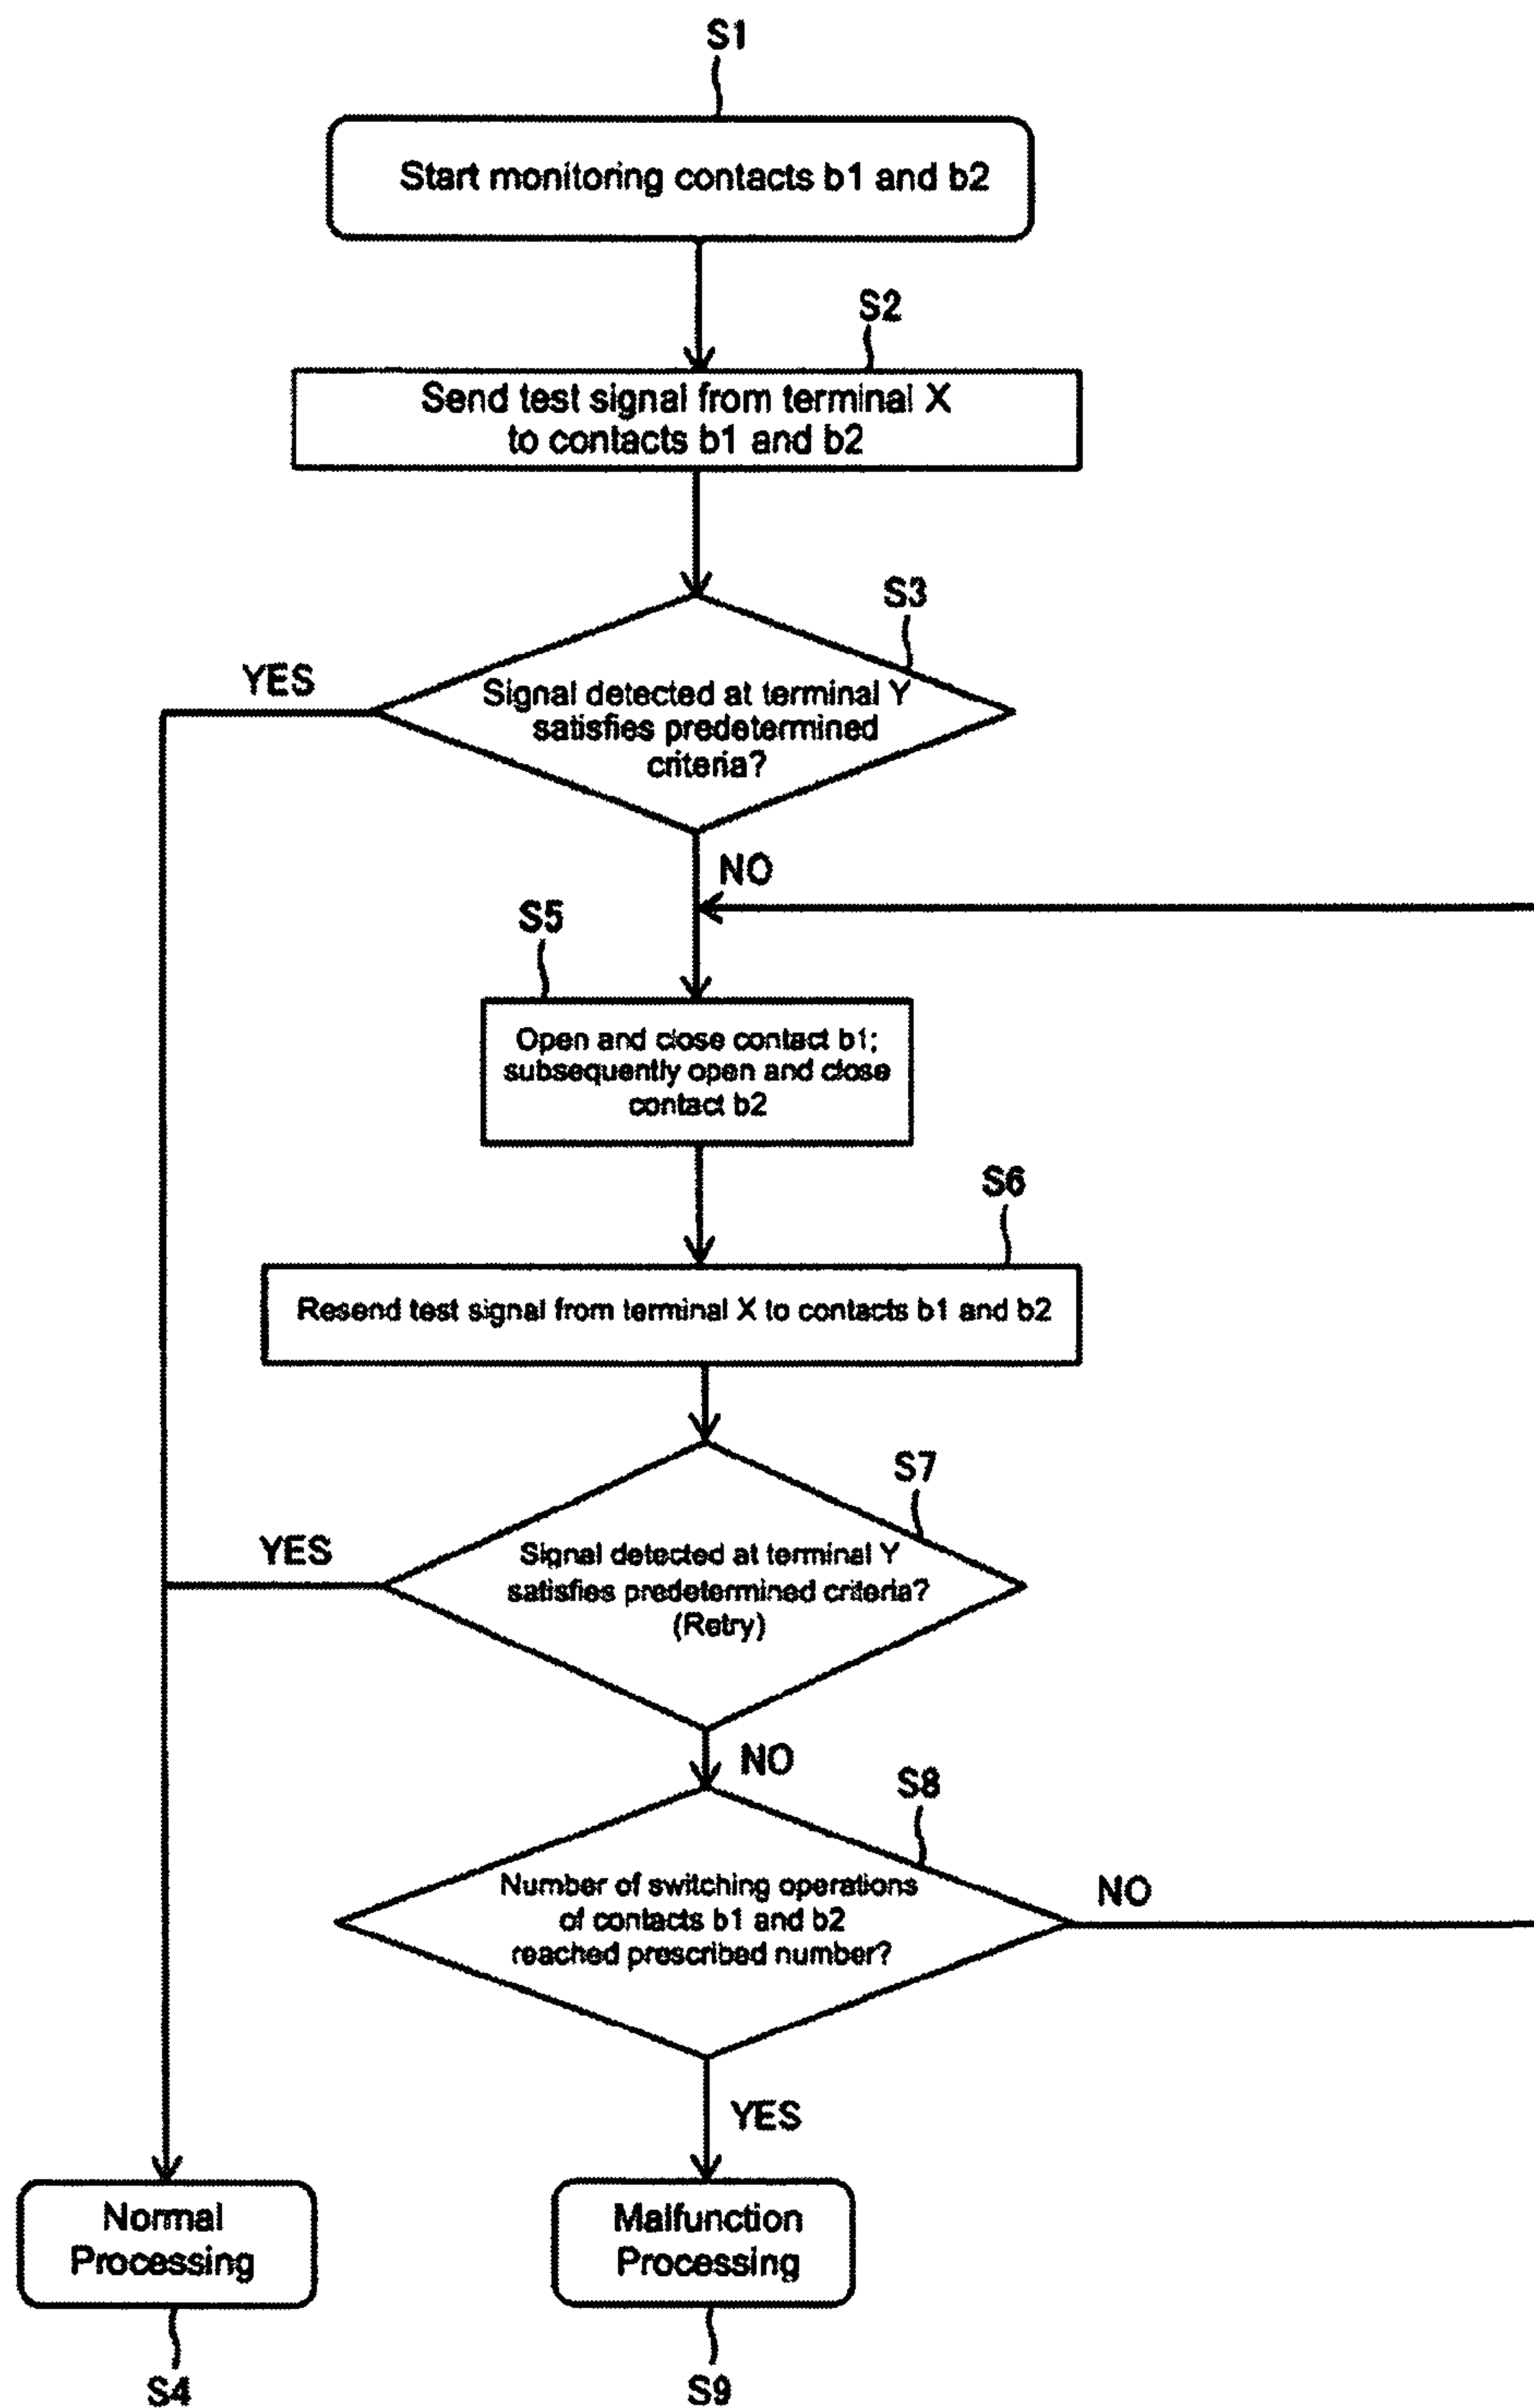 S1
Start monitoring contacts b1 and b2
S2
Send test signal from terminal X
to contacts b1 and b2
S3
YES
Signal detected at terminal Y
satisfies predetermined
criteria?
NO
S5
Open and close contact b1;
subsequently open and close
contact b2
S6
Resend test signal from terminal X to contacts b1 and b2
S7
YES
Signal detected at terminal Y
satisfies predetermined criteria?
(Retry)
NO
S8
Number of switching operations
of contacts b1 and b2
reached prescribed number?
NO
YES
Normal
Processing
Malfunction
Processing
S4
S9